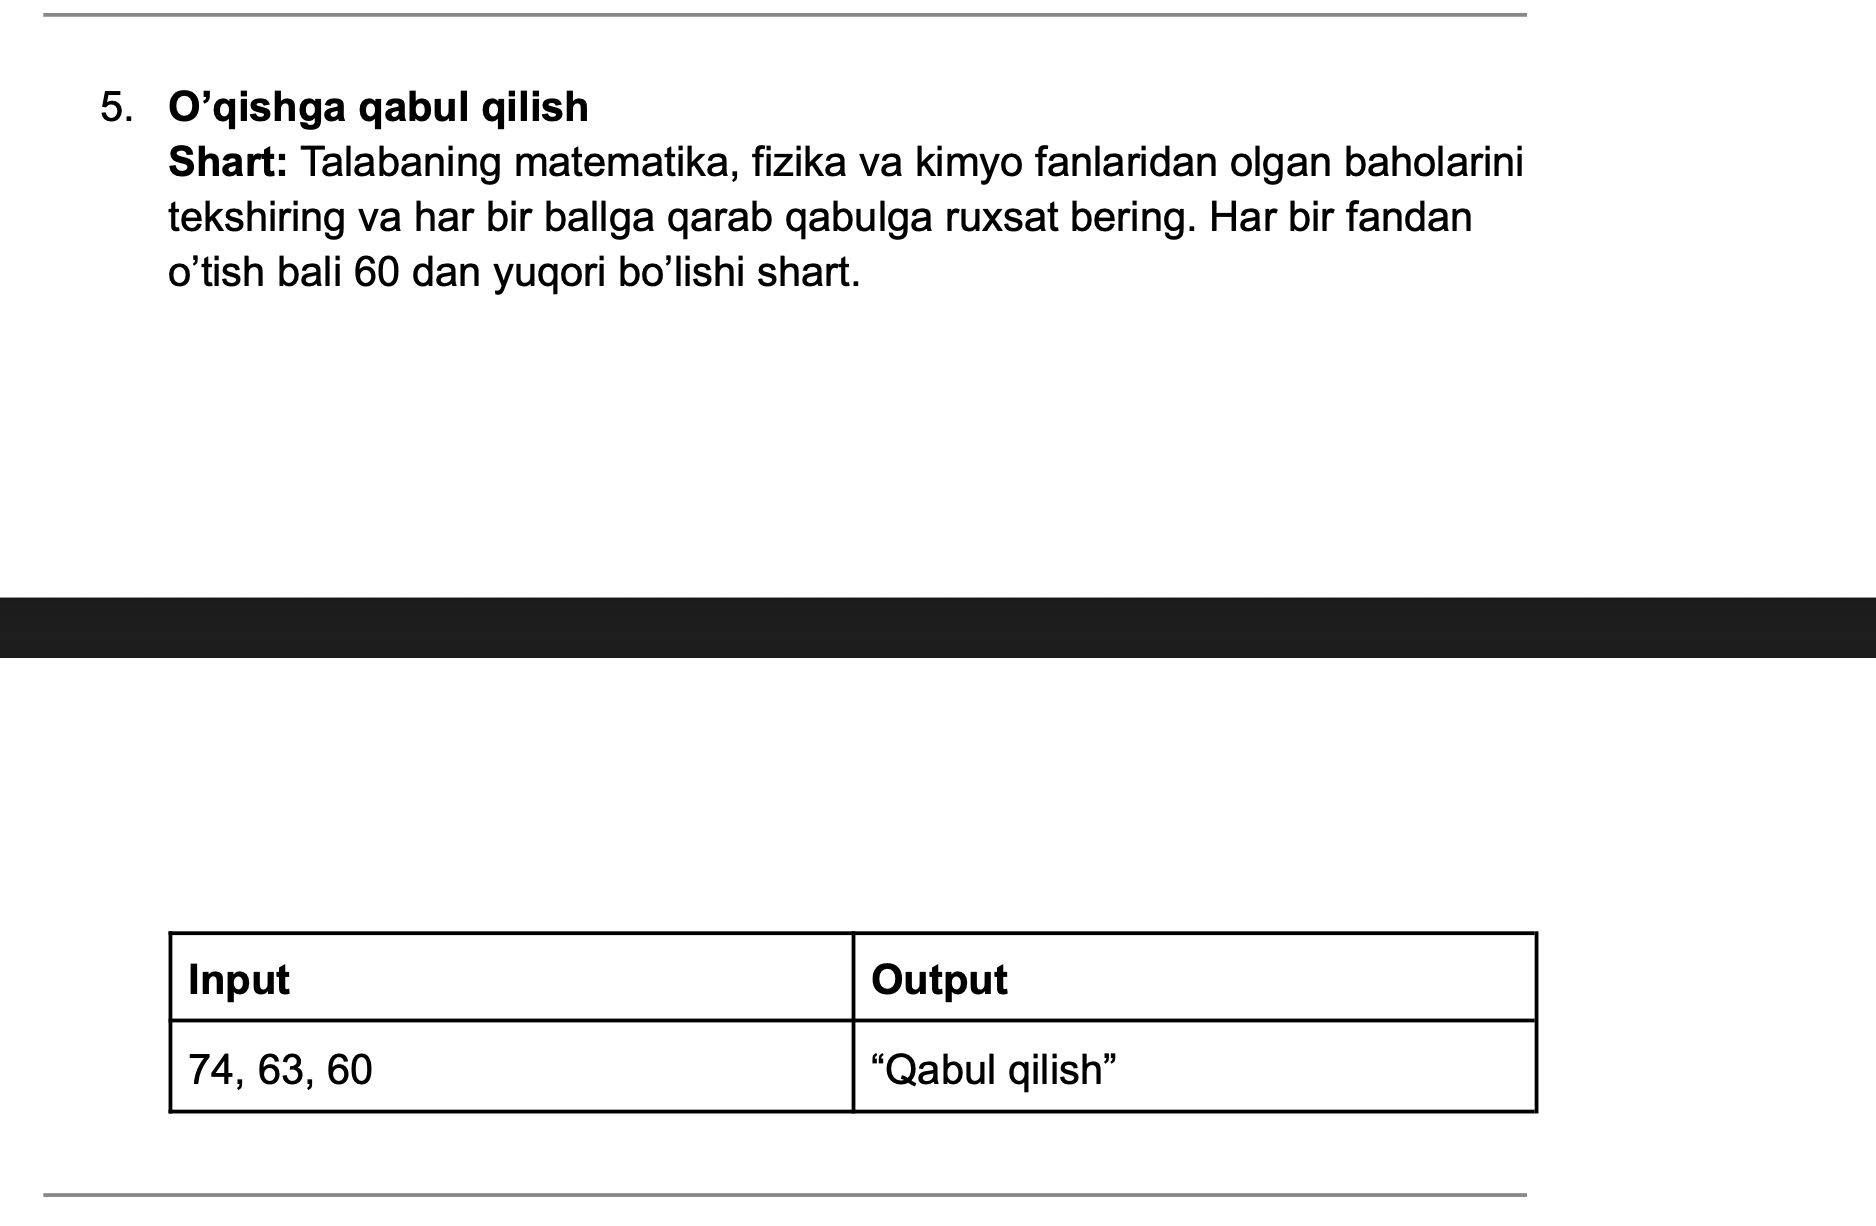 5. O’qishga qabul qilish
Shart: Talabaning matematika, fizika va kimyo fanlaridan olgan baholarini
tekshiring va har bir ballga qarab qabulga ruxsat bering. Har bir fandan
o’tish bali 60 dan yuqori bo’lishi shart.
Input Output
74, 63, 60 “Qabul qilish”